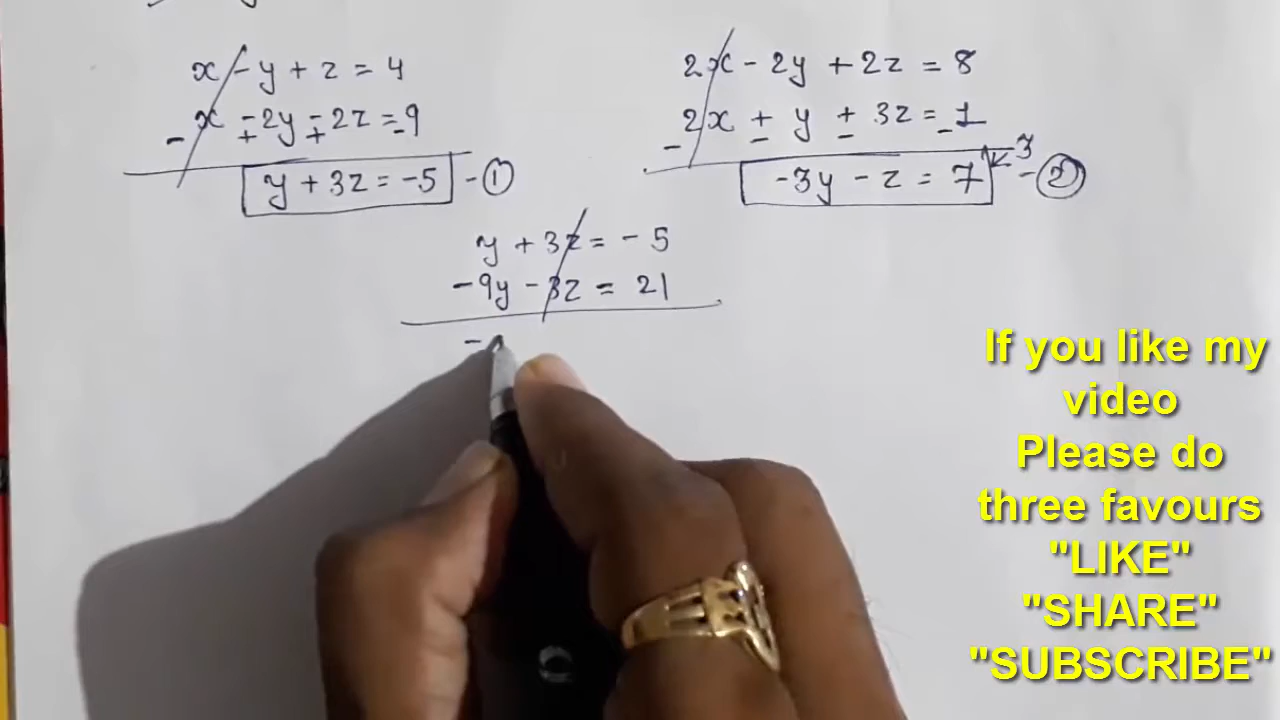 x - y + z = 4
x - 2y - 2z = 9
- + + -
y + 3z = -5 - ①
2x - 2y + 2z = 8
2x + y + 3z = 1
- - - -
-3y - z = 7 × 3 - ②
y + 3z = - 5
-9y - 3z = 21
-
If you like my
video
Please do
three favours
"LIKE"
"SHARE"
"SUBSCRIBE"